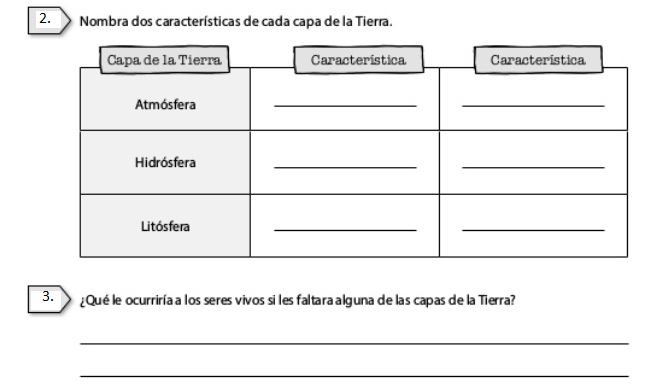 2. Nombra dos características de cada capa de la Tierra.
Capa de la Tierra Característica Característica
Atmósfera
Hidrósfera
Litósfera
3. ¿Qué le ocurriría a los seres vivos si les faltara alguna de las capas de la Tierra?